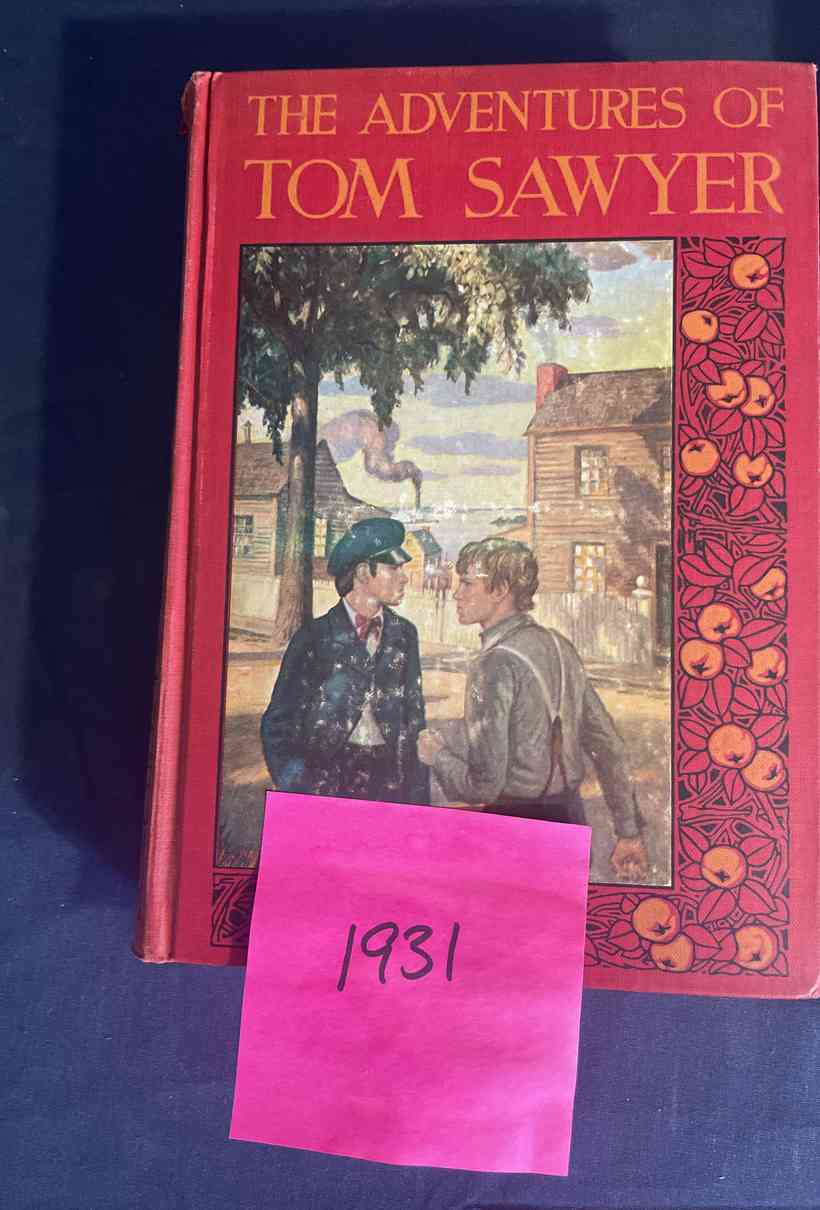 THE ADVENTURES OF
TOM SAWYER
1931